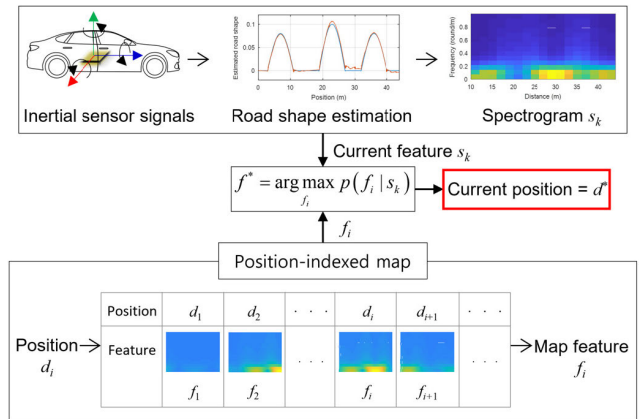 Estimated road shape
0.1
0.05
0
0 10 20 30 40
Position (m)
Frequency (round/m)
0.8
0.6
0.4
0.2
0
10 15 20 25 30 35 40
Distance (m)
Inertial sensor signals
Road shape estimation
Spectrogram s_k
Current feature s_k
f* = arg max p(f_i | s_k)
f_i
Current position = d*
f_i
Position-indexed map
Position d_1 d_2 · · · d_i d_{i+1} · · ·
Position
d_i
Feature · · · · · ·
f_1 f_2 f_i f_{i+1}
Map feature
f_i